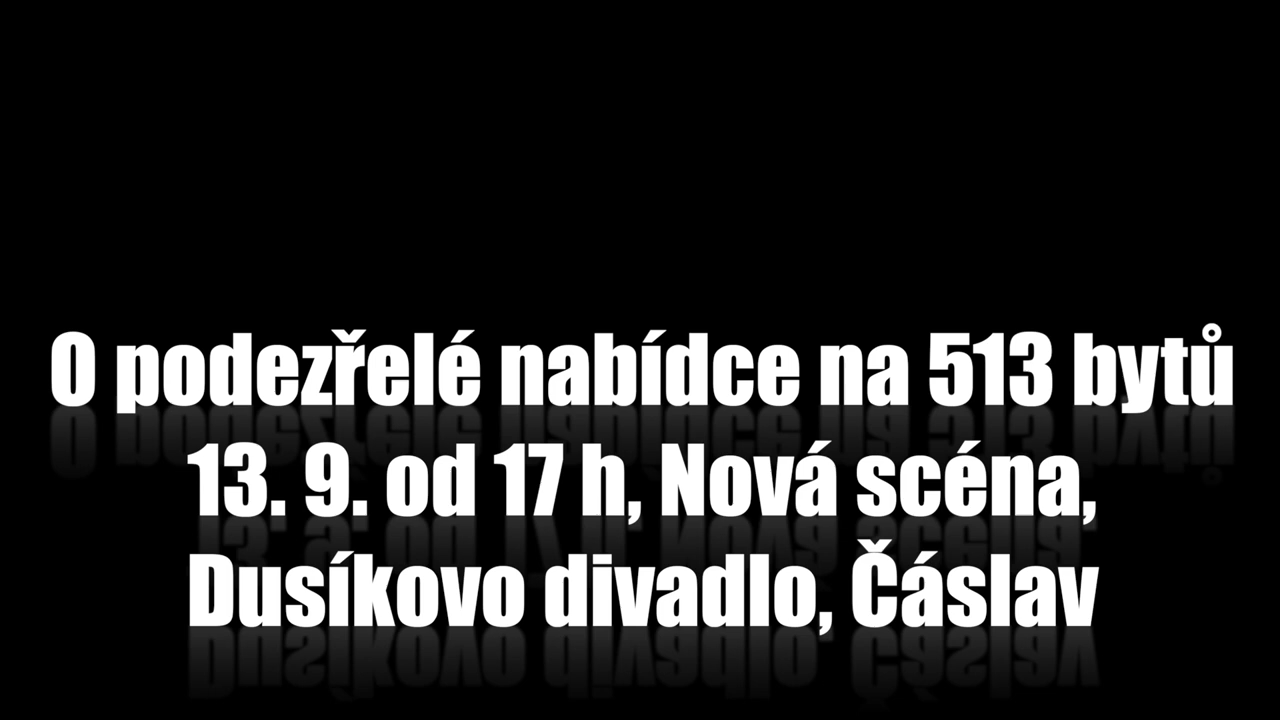 O podezřelé nabídce na 513 bytů
13. 9. od 17 h, Nová scéna,
Dusíkovo divadlo, Čáslav